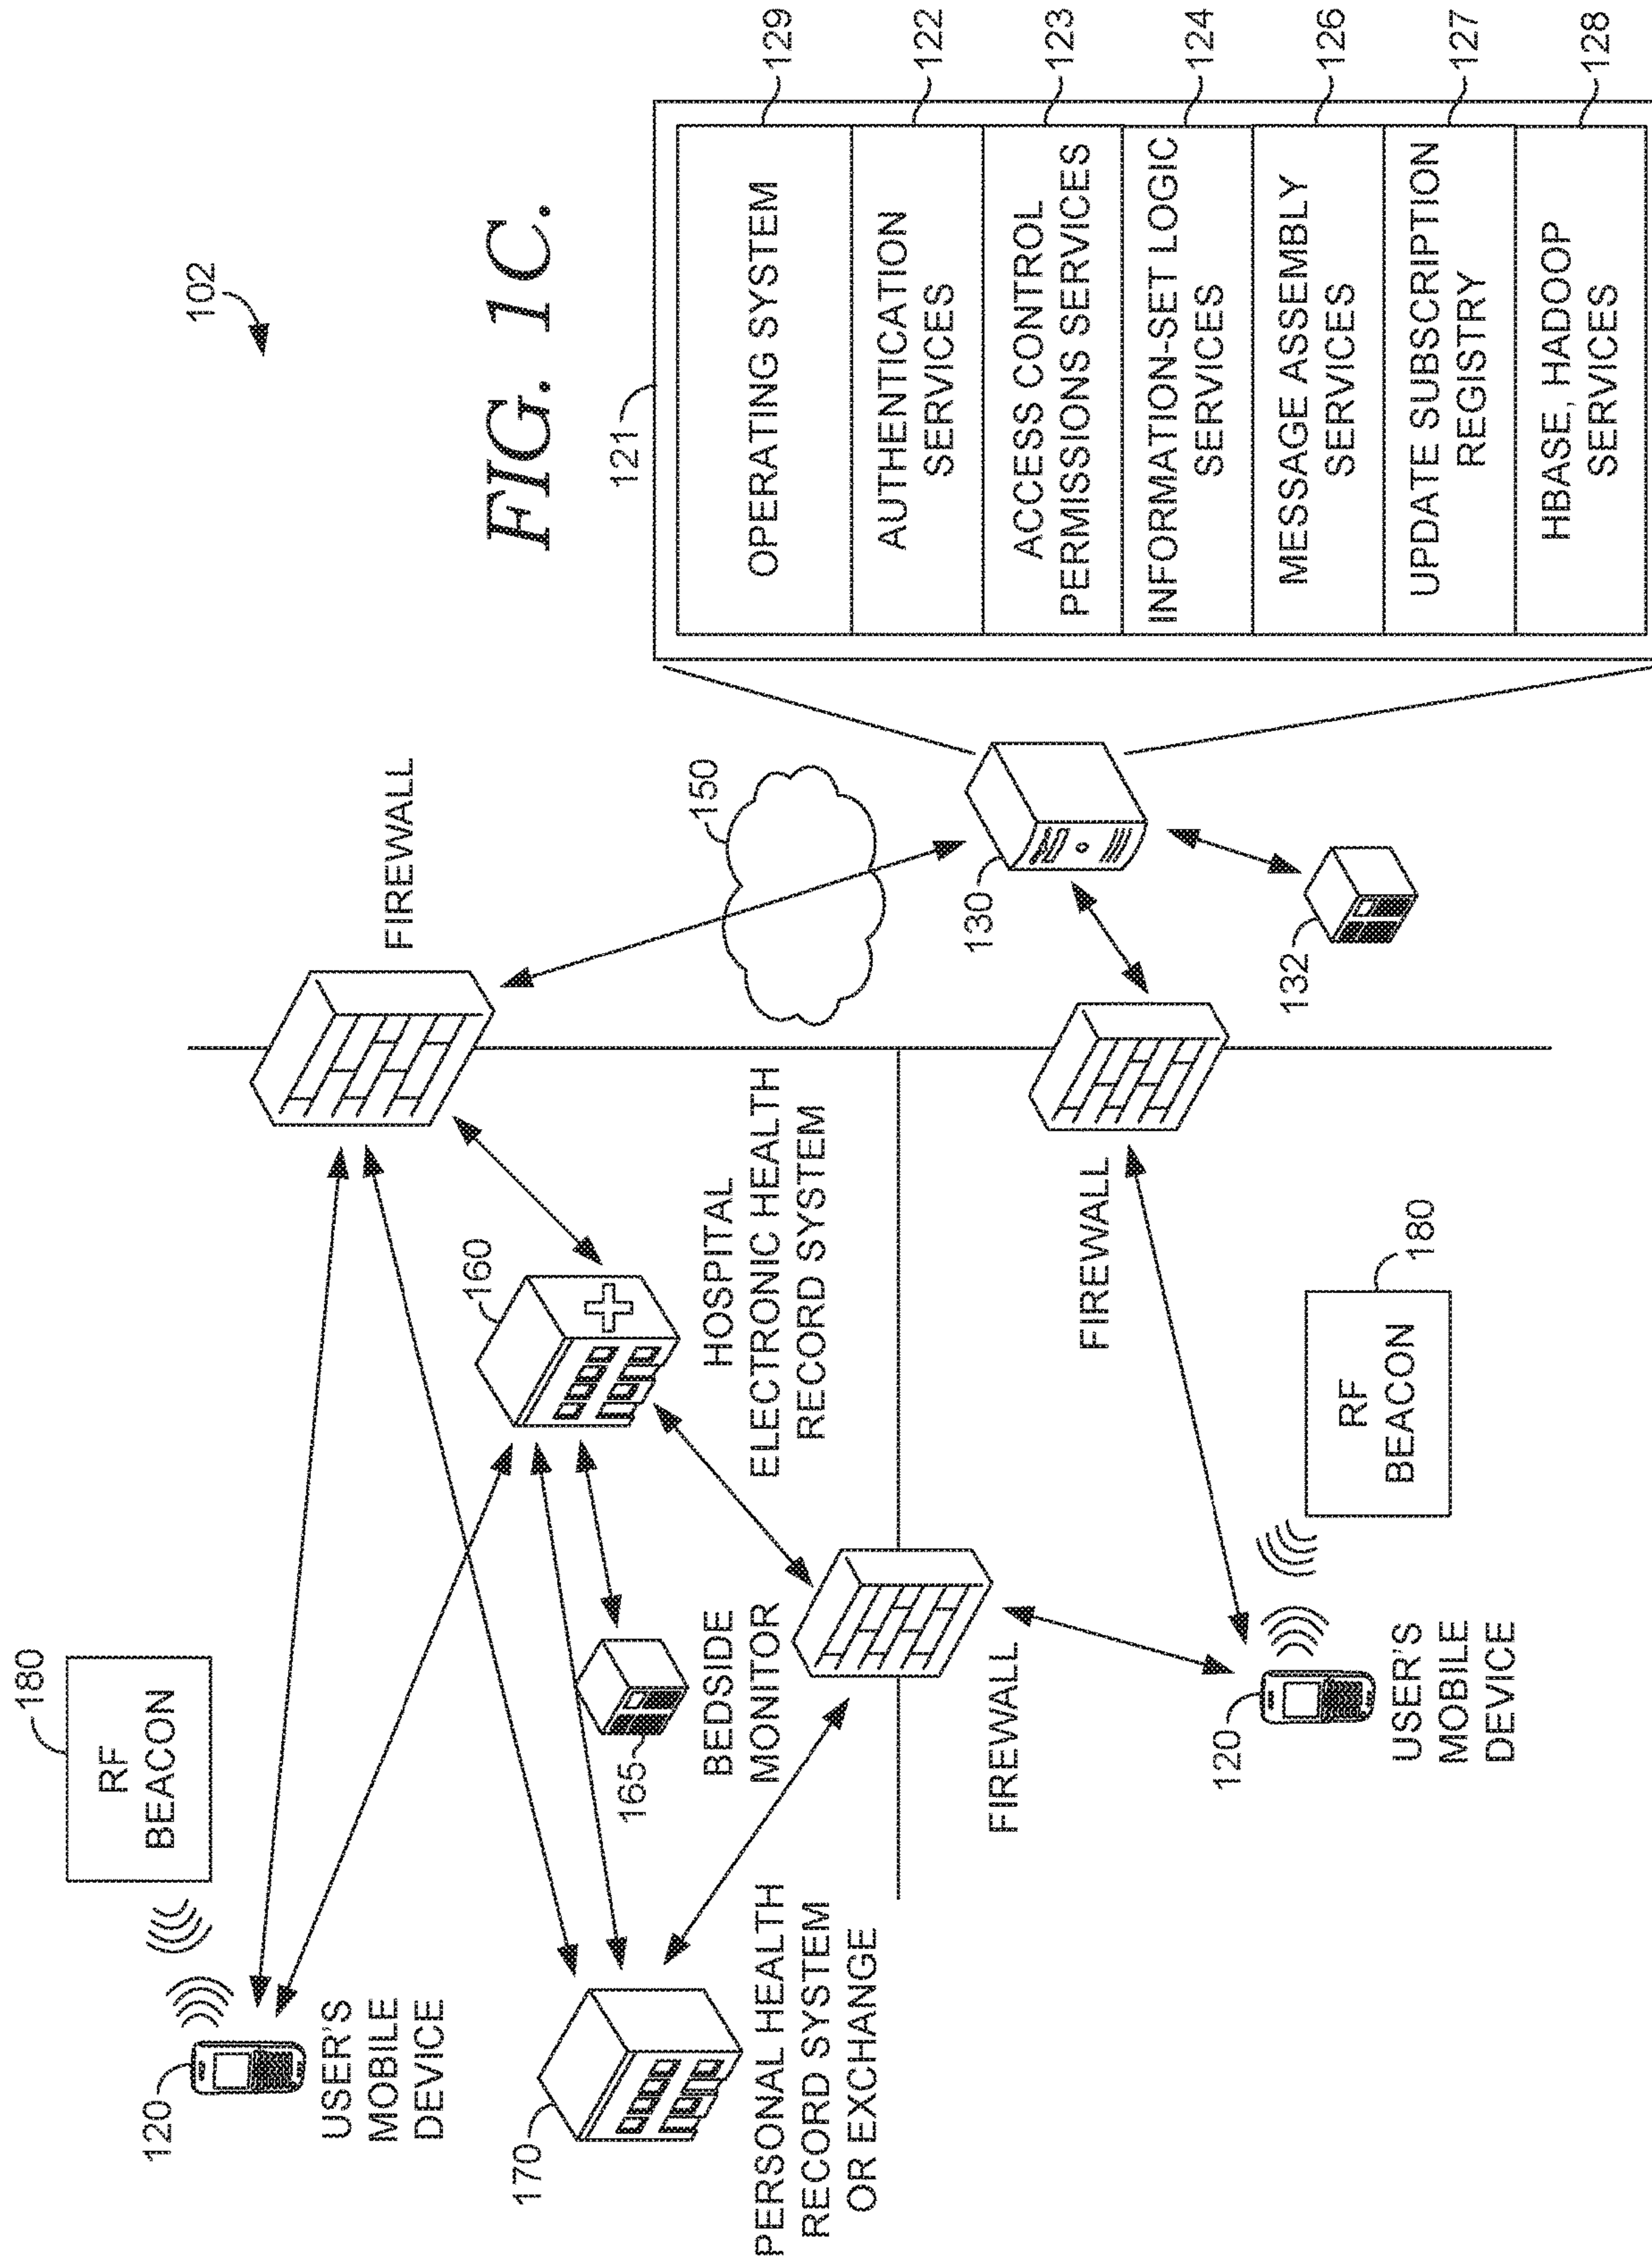 102
FIG. 1C.
180
RF
BEACON
120
USER'S
MOBILE
DEVICE
FIREWALL
160
HOSPITAL
ELECTRONIC HEALTH
RECORD SYSTEM
170
PERSONAL HEALTH
RECORD SYSTEM
OR EXCHANGE
165
BEDSIDE
MONITOR
FIREWALL
150
130
132
FIREWALL
120
USER'S
MOBILE
DEVICE
RF
BEACON
180
121
OPERATING SYSTEM
129
AUTHENTICATION
SERVICES
122
ACCESS CONTROL
PERMISSIONS SERVICES
123
INFORMATION-SET LOGIC
SERVICES
124
MESSAGE ASSEMBLY
SERVICES
126
UPDATE SUBSCRIPTION
REGISTRY
127
HBASE, HADOOP
SERVICES
128